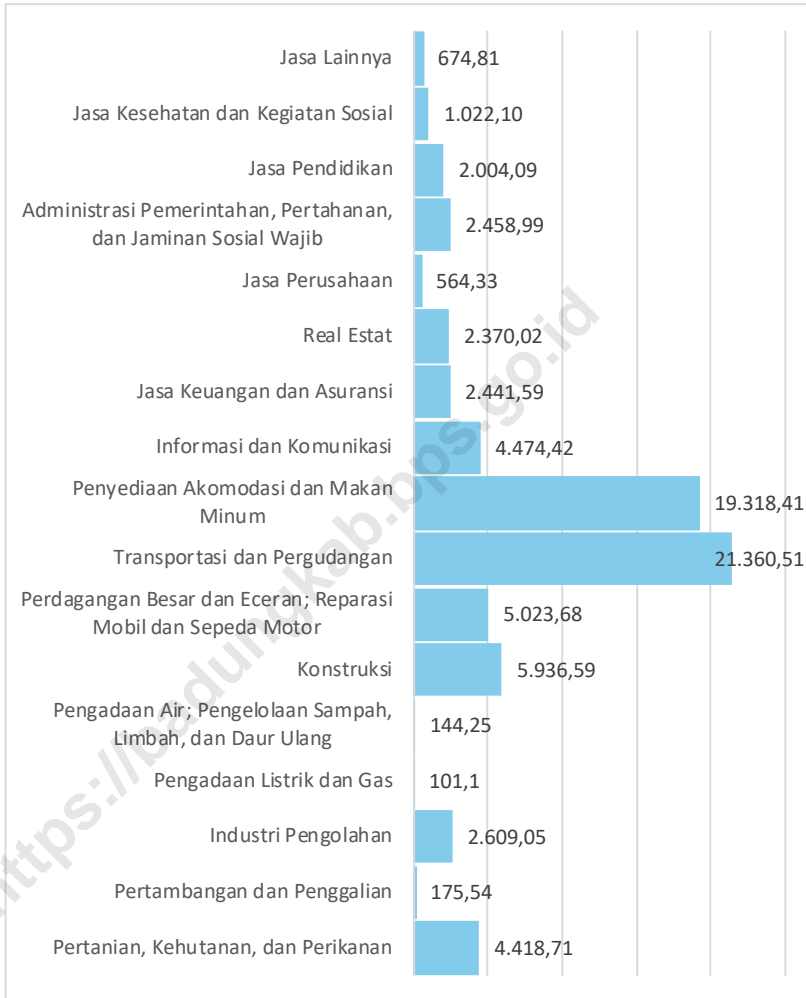 Jasa Lainnya 674,81
Jasa Kesehatan dan Kegiatan Sosial 1.022,10
Jasa Pendidikan 2.004,09
Administrasi Pemerintahan, Pertahanan,
dan Jaminan Sosial Wajib 2.458,99
Jasa Perusahaan 564,33
Real Estat 2.370,02
Jasa Keuangan dan Asuransi 2.441,59
Informasi dan Komunikasi 4.474,42
Penyediaan Akomodasi dan Makan
Minum 19.318,41
Transportasi dan Pergudangan 21.360,51
Perdagangan Besar dan Eceran; Reparasi
Mobil dan Sepeda Motor 5.023,68
Konstruksi 5.936,59
Pengadaan Air; Pengelolaan Sampah,
Limbah, dan Daur Ulang 144,25
Pengadaan Listrik dan Gas 101,1
Industri Pengolahan 2.609,05
Pertambangan dan Penggalian 175,54
Pertanian, Kehutanan, dan Perikanan 4.418,71
https://badungkab.bps.go.id